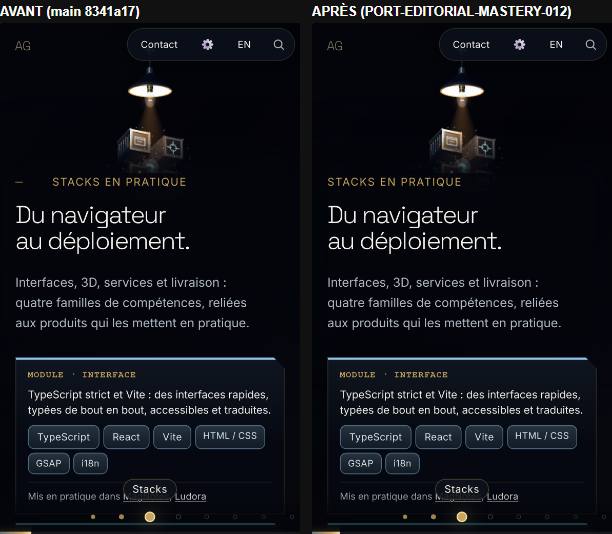 AVANT (main 8341a17)
AG
Contact EN
— STACKS EN PRATIQUE
Du navigateur
au déploiement.
Interfaces, 3D, services et livraison :
quatre familles de compétences, reliées
aux produits qui les mettent en pratique.
MODULE · INTERFACE
TypeScript strict et Vite : des interfaces rapides,
typées de bout en bout, accessibles et traduites.
TypeScript React Vite HTML / CSS
GSAP i18n
Stacks
Mis en pratique dans Ludora
APRÈS (PORT-EDITORIAL-MASTERY-012)
AG
Contact EN
STACKS EN PRATIQUE
Du navigateur
au déploiement.
Interfaces, 3D, services et livraison :
quatre familles de compétences, reliées
aux produits qui les mettent en pratique.
MODULE · INTERFACE
TypeScript strict et Vite : des interfaces rapides,
typées de bout en bout, accessibles et traduites.
TypeScript React Vite HTML / CSS
GSAP i18n
Stacks
Mis en pratique dans Ludora